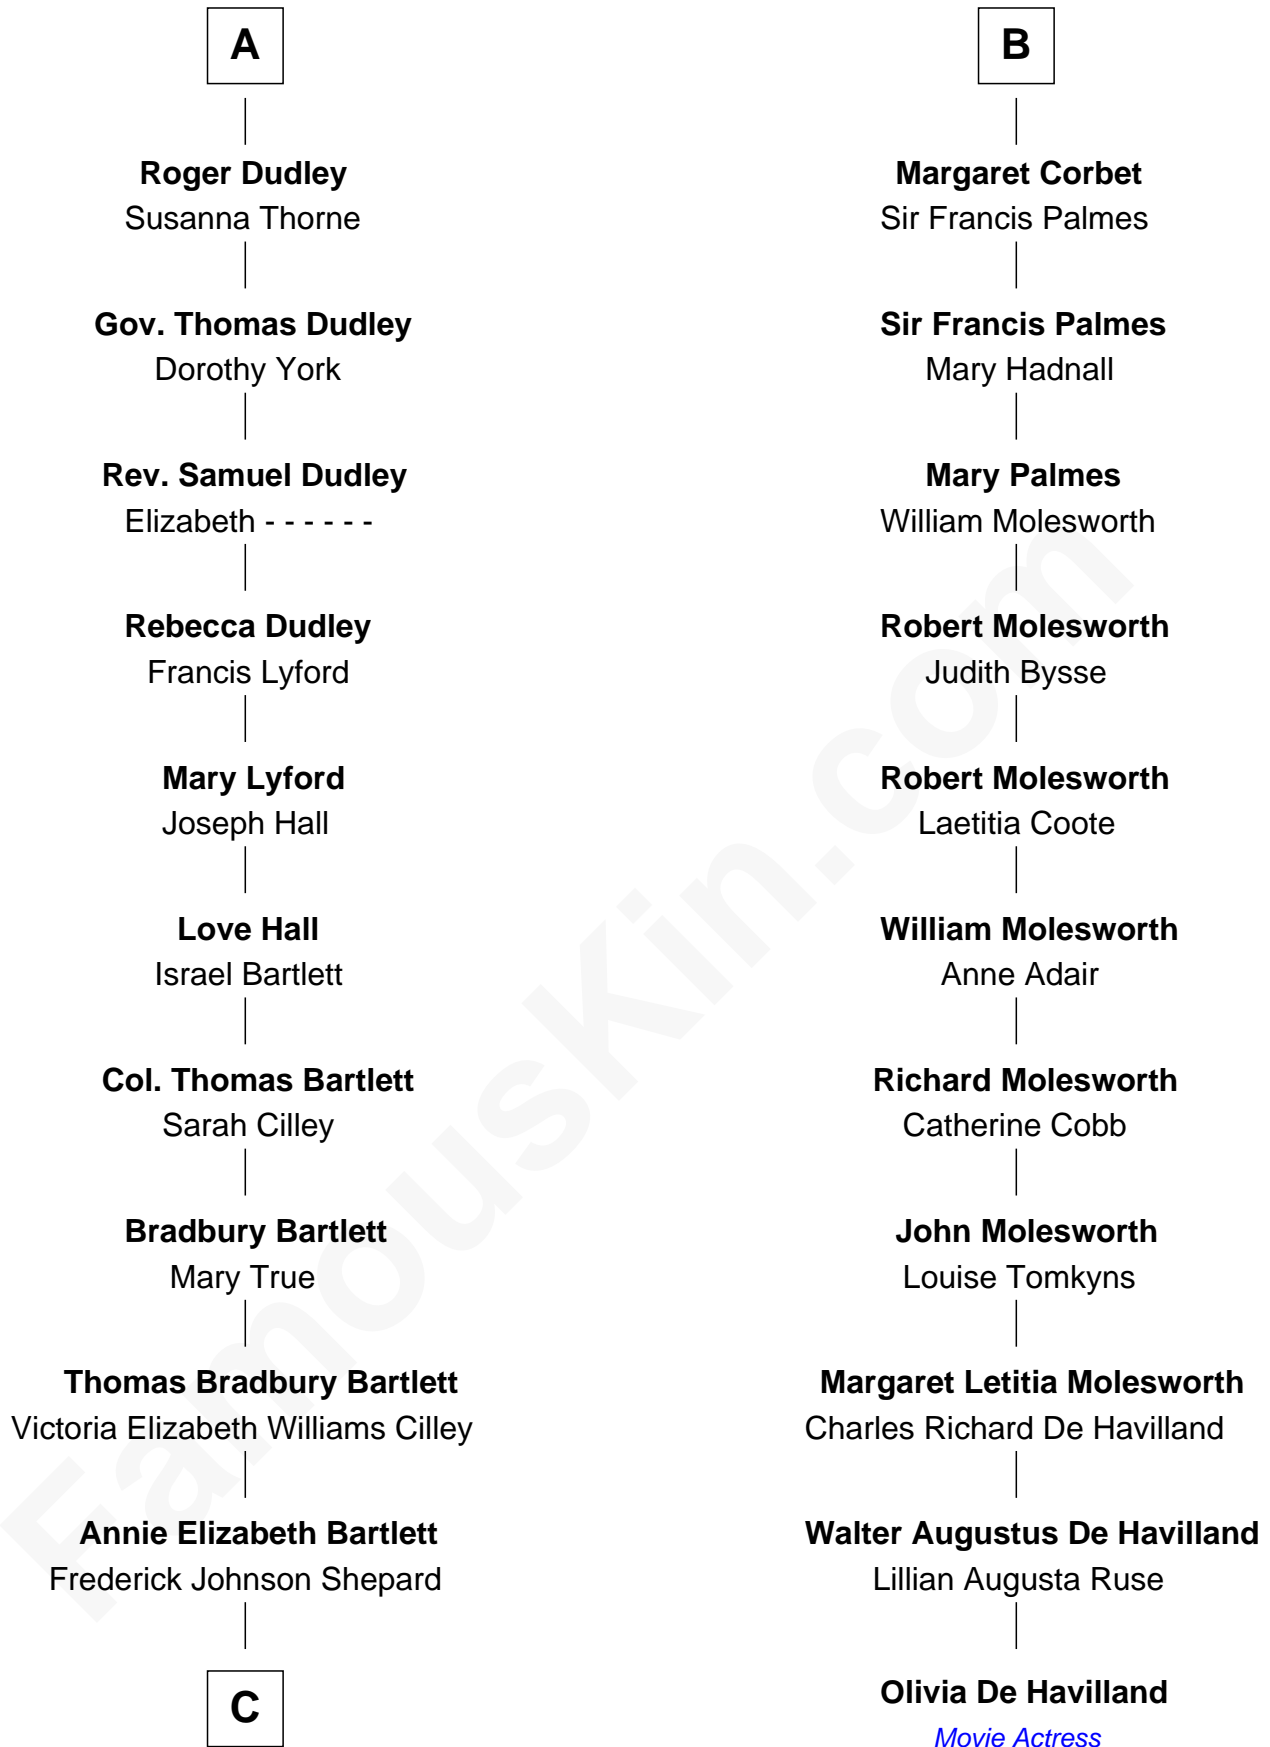 A
Roger Dudley
Susanna Thorne
Gov. Thomas Dudley
Dorothy York
Rev. Samuel Dudley
Elizabeth - - - - - -
Rebecca Dudley
Francis Lyford
Mary Lyford
Joseph Hall
Love Hall
Israel Bartlett
Col. Thomas Bartlett
Sarah Cilley
Bradbury Bartlett
Mary True
Thomas Bradbury Bartlett
Victoria Elizabeth Williams Cilley
Annie Elizabeth Bartlett
Frederick Johnson Shepard
C
B
Margaret Corbet
Sir Francis Palmes
Sir Francis Palmes
Mary Hadnall
Mary Palmes
William Molesworth
Robert Molesworth
Judith Bysse
Robert Molesworth
Laetitia Coote
William Molesworth
Anne Adair
Richard Molesworth
Catherine Cobb
John Molesworth
Louise Tomkyns
Margaret Letitia Molesworth
Charles Richard De Havilland
Walter Augustus De Havilland
Lillian Augusta Ruse
Olivia De Havilland
Movie Actress
FamousKin.com